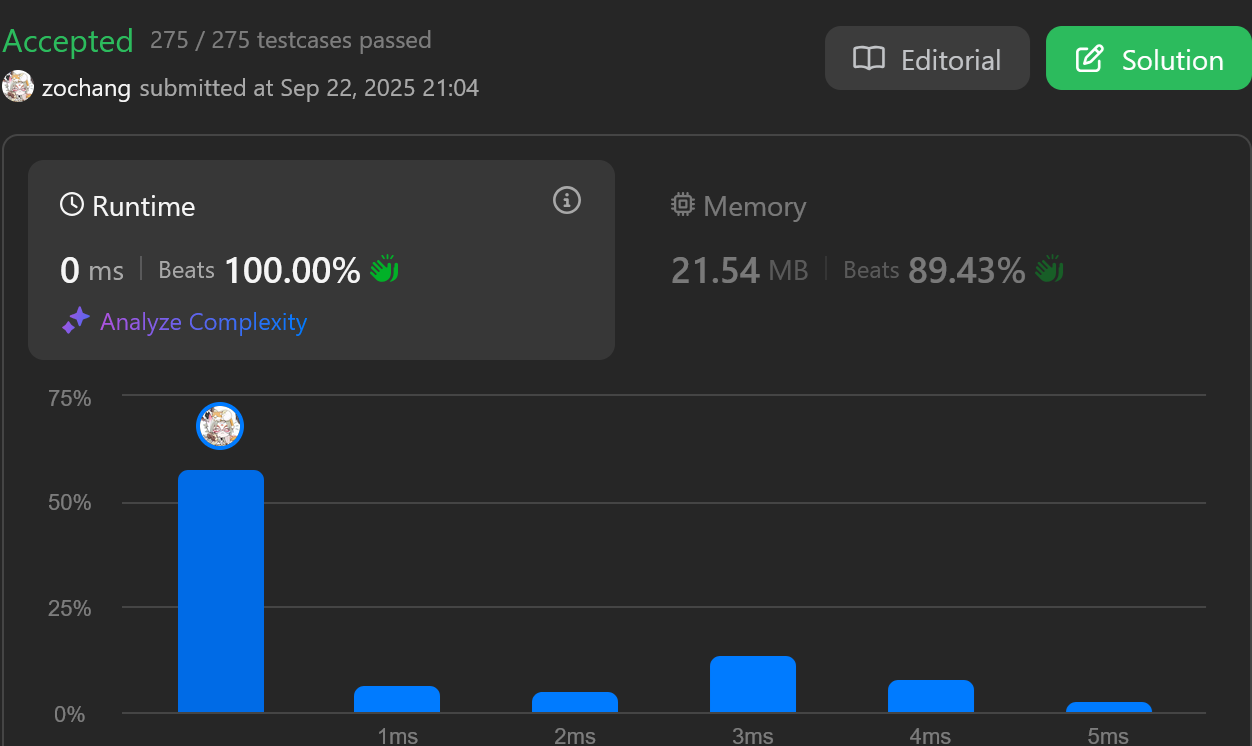 Accepted 275 / 275 testcases passed
zochang submitted at Sep 22, 2025 21:04
Editorial
Solution
Runtime
0 ms Beats 100.00%
Analyze Complexity
Memory
21.54 MB Beats 89.43%
75%
50%
25%
0%
1ms 2ms 3ms 4ms 5ms